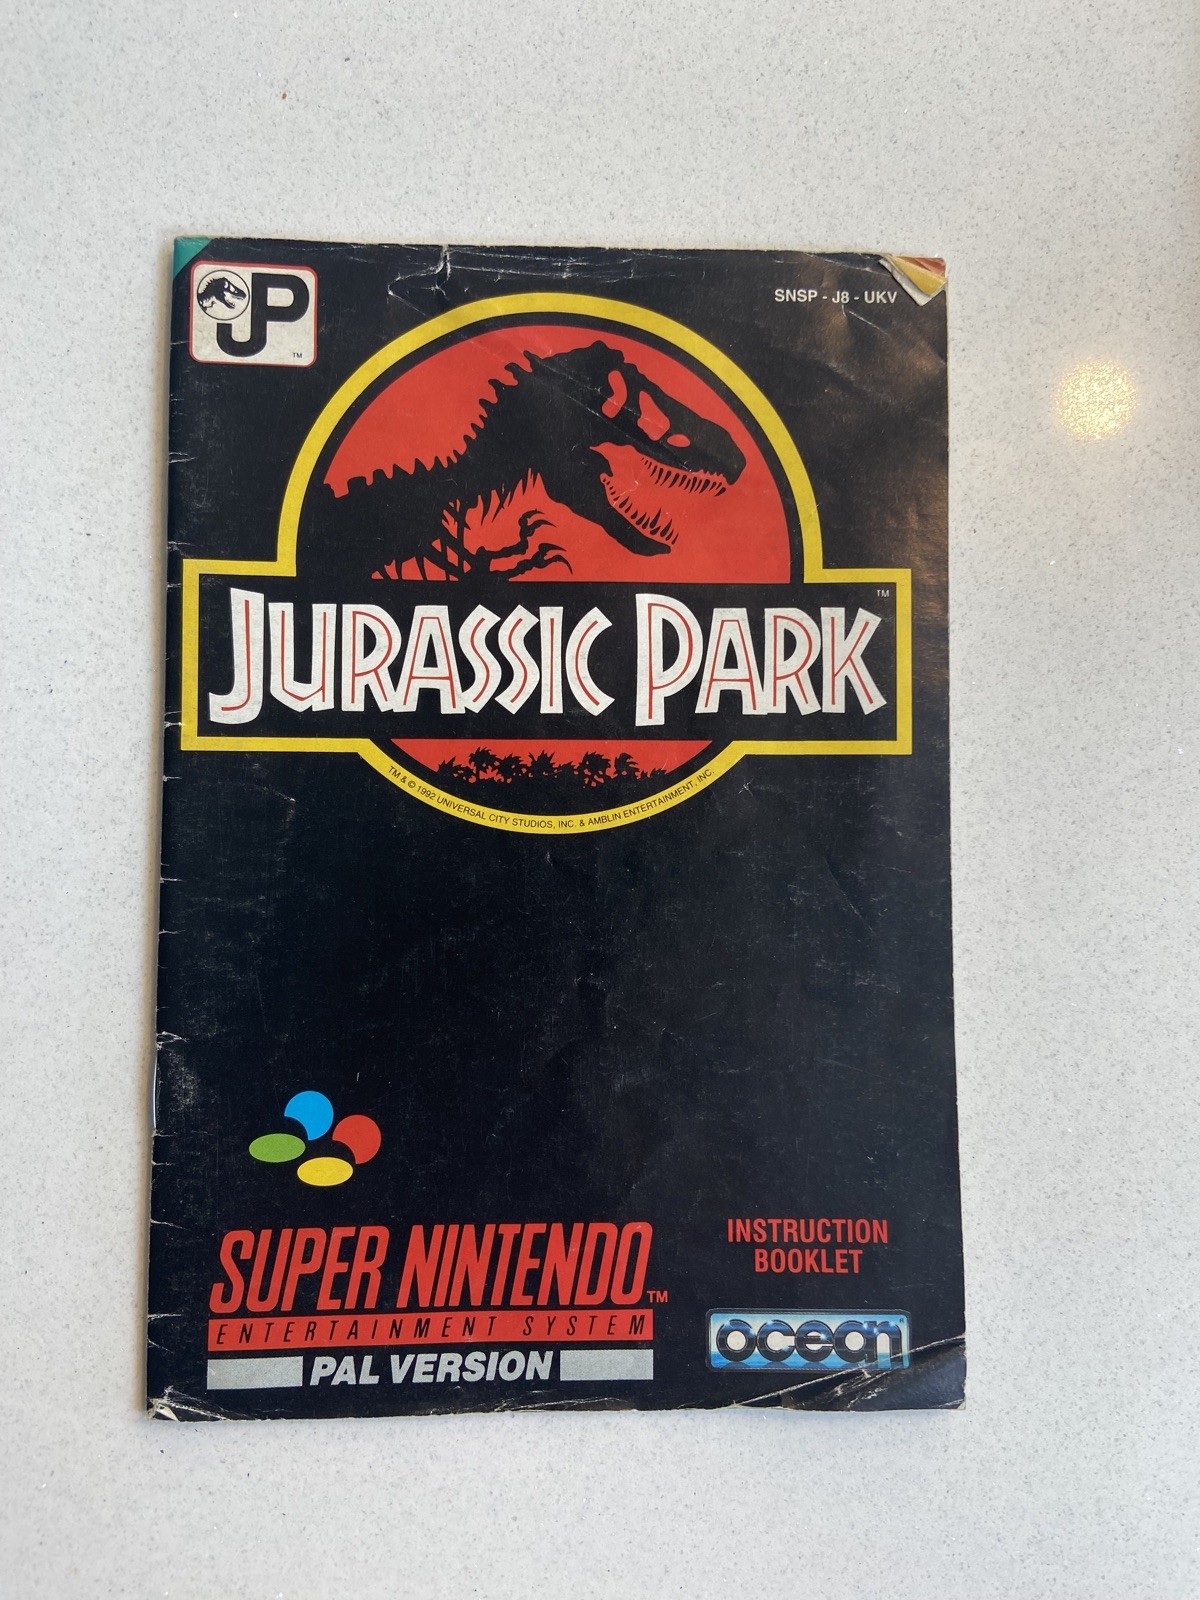 JP
TM
SNSP - J8 - UKV
TM
JURASSIC PARK
TM & © 1992 UNIVERSAL CITY STUDIOS, INC. & AMBLIN ENTERTAINMENT, INC.
SUPER NINTENDO TM
ENTERTAINMENT SYSTEM
PAL VERSION
INSTRUCTION
BOOKLET
ocean®